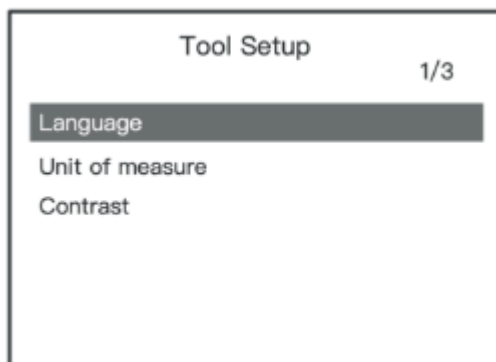 Tool Setup
1/3
Language
Unit of measure
Contrast